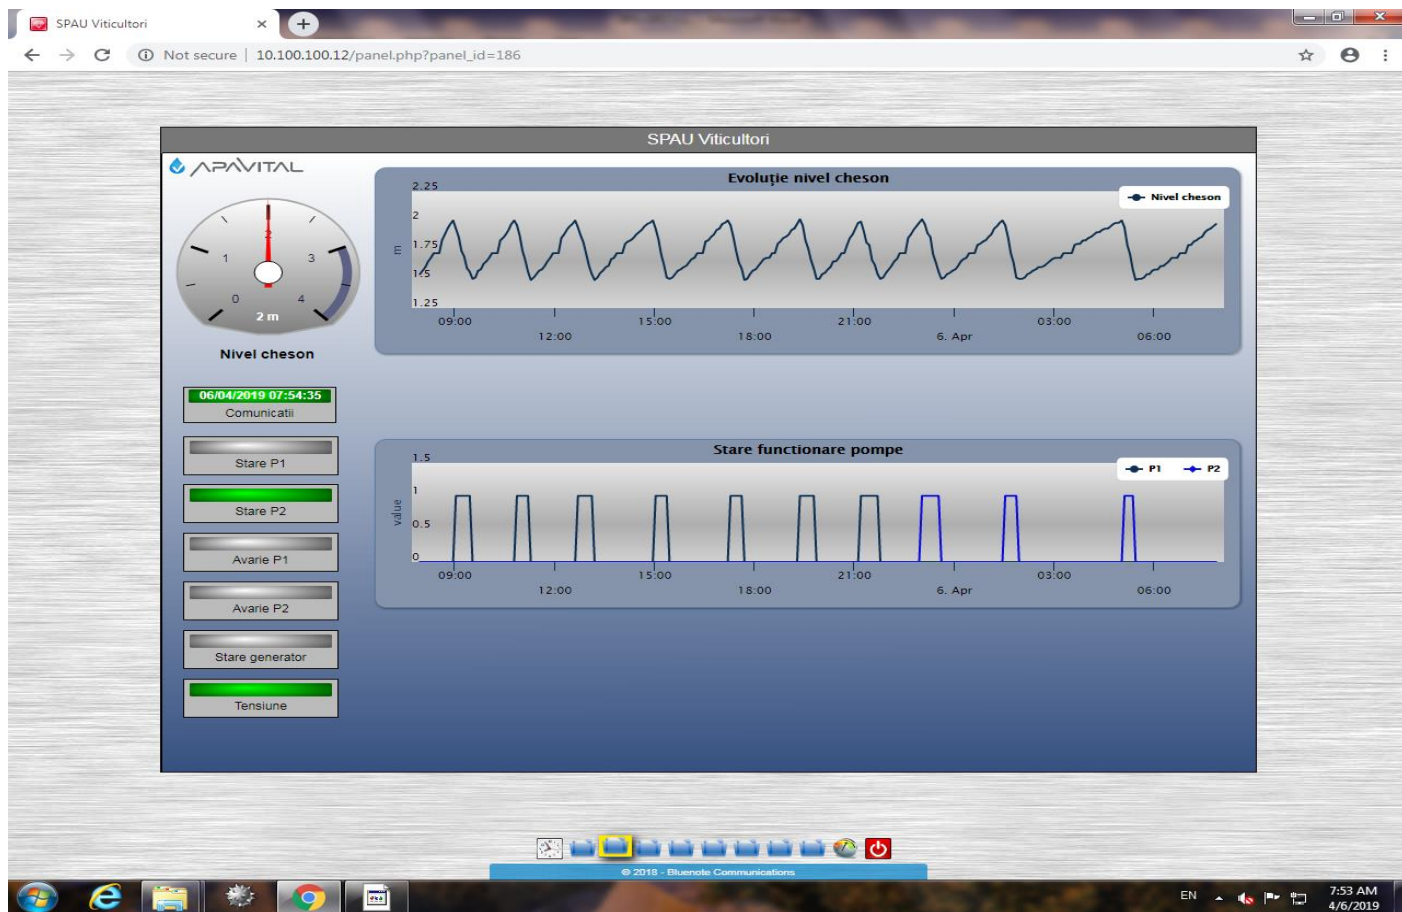 SPAU Viticultori
Not secure | 10.100.100.12/panel.php?panel_id=186
SPAU Viticultori
APAVITAL
0
1
2
3
4
2 m
Nivel cheson
06/04/2019 07:54:35
Comunicatii
Stare P1
Stare P2
Avarie P1
Avarie P2
Stare generator
Tensiune
Evoluție nivel cheson
Nivel cheson
m
2.25
2
1.75
1.5
1.25
09:00
12:00
15:00
18:00
21:00
6. Apr
03:00
06:00
Stare functionare pompe
P1 P2
value
1.5
1
0.5
0
09:00
12:00
15:00
18:00
21:00
6. Apr
03:00
06:00
© 2018 - Bluenote Communications
EN
7:53 AM
4/6/2019